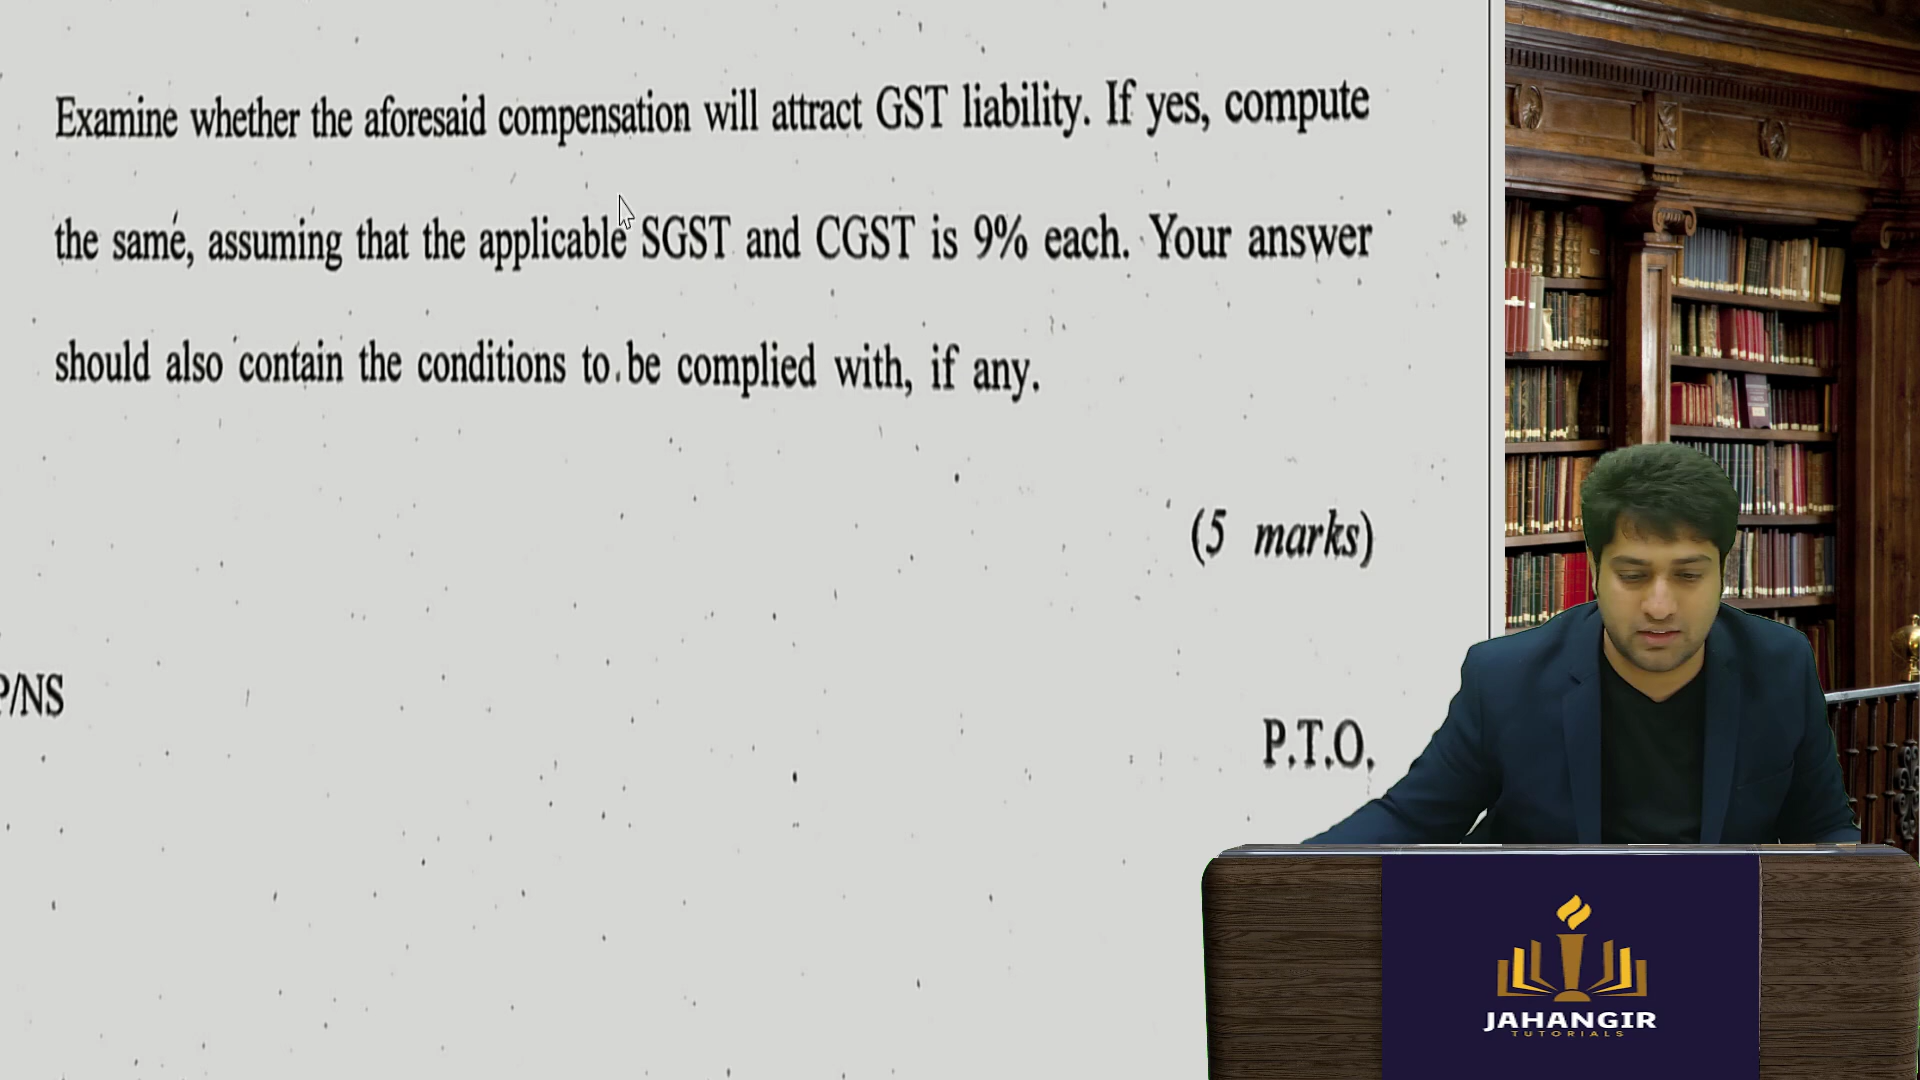 Examine whether the aforesaid compensation will attract GST liability. If yes, compute
the same, assuming that the applicable SGST and CGST is 9% each. Your answer
should also contain the conditions to be complied with, if any.
(5 marks)
P/NS
P.T.O.
JAHANGIR
TUTORIALS